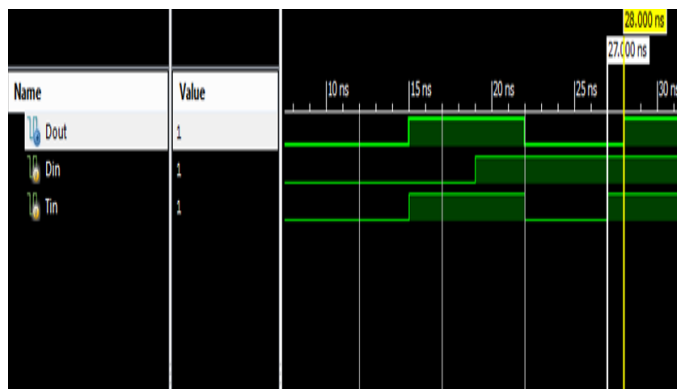 28.000 ns
27.000 ns
Name Value
10 ns 15 ns 20 ns 25 ns 30 ns
Dout 1
Din 1
Tin 1